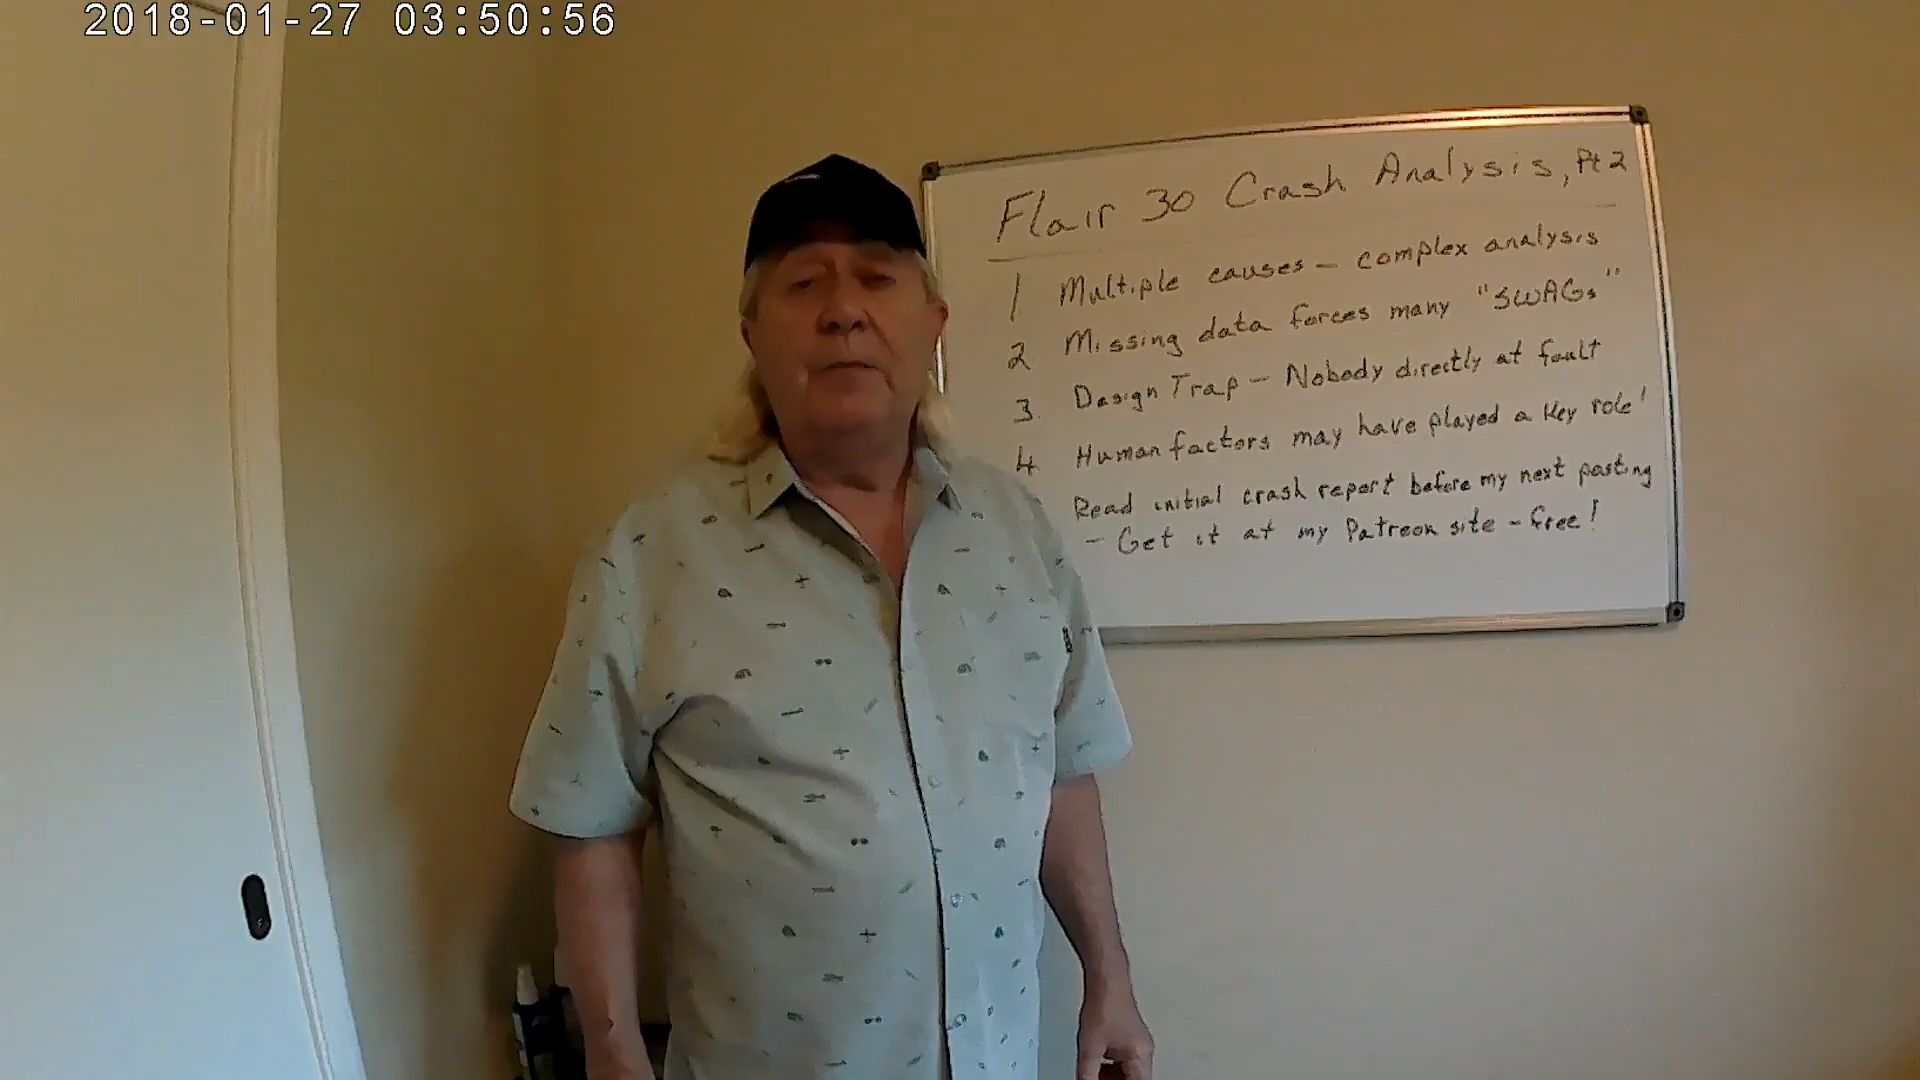 2018-01-27 03:50:56
Flair 30 Crash Analysis, Pt 2
1 Multiple causes - complex analysis
2 Missing data forces many "SWAGs"
3. Design Trap - Nobody directly at fault
4. Human factors may have played a key role!
Read initial crash report before my next posting
- Get it at my Patreon site - free!